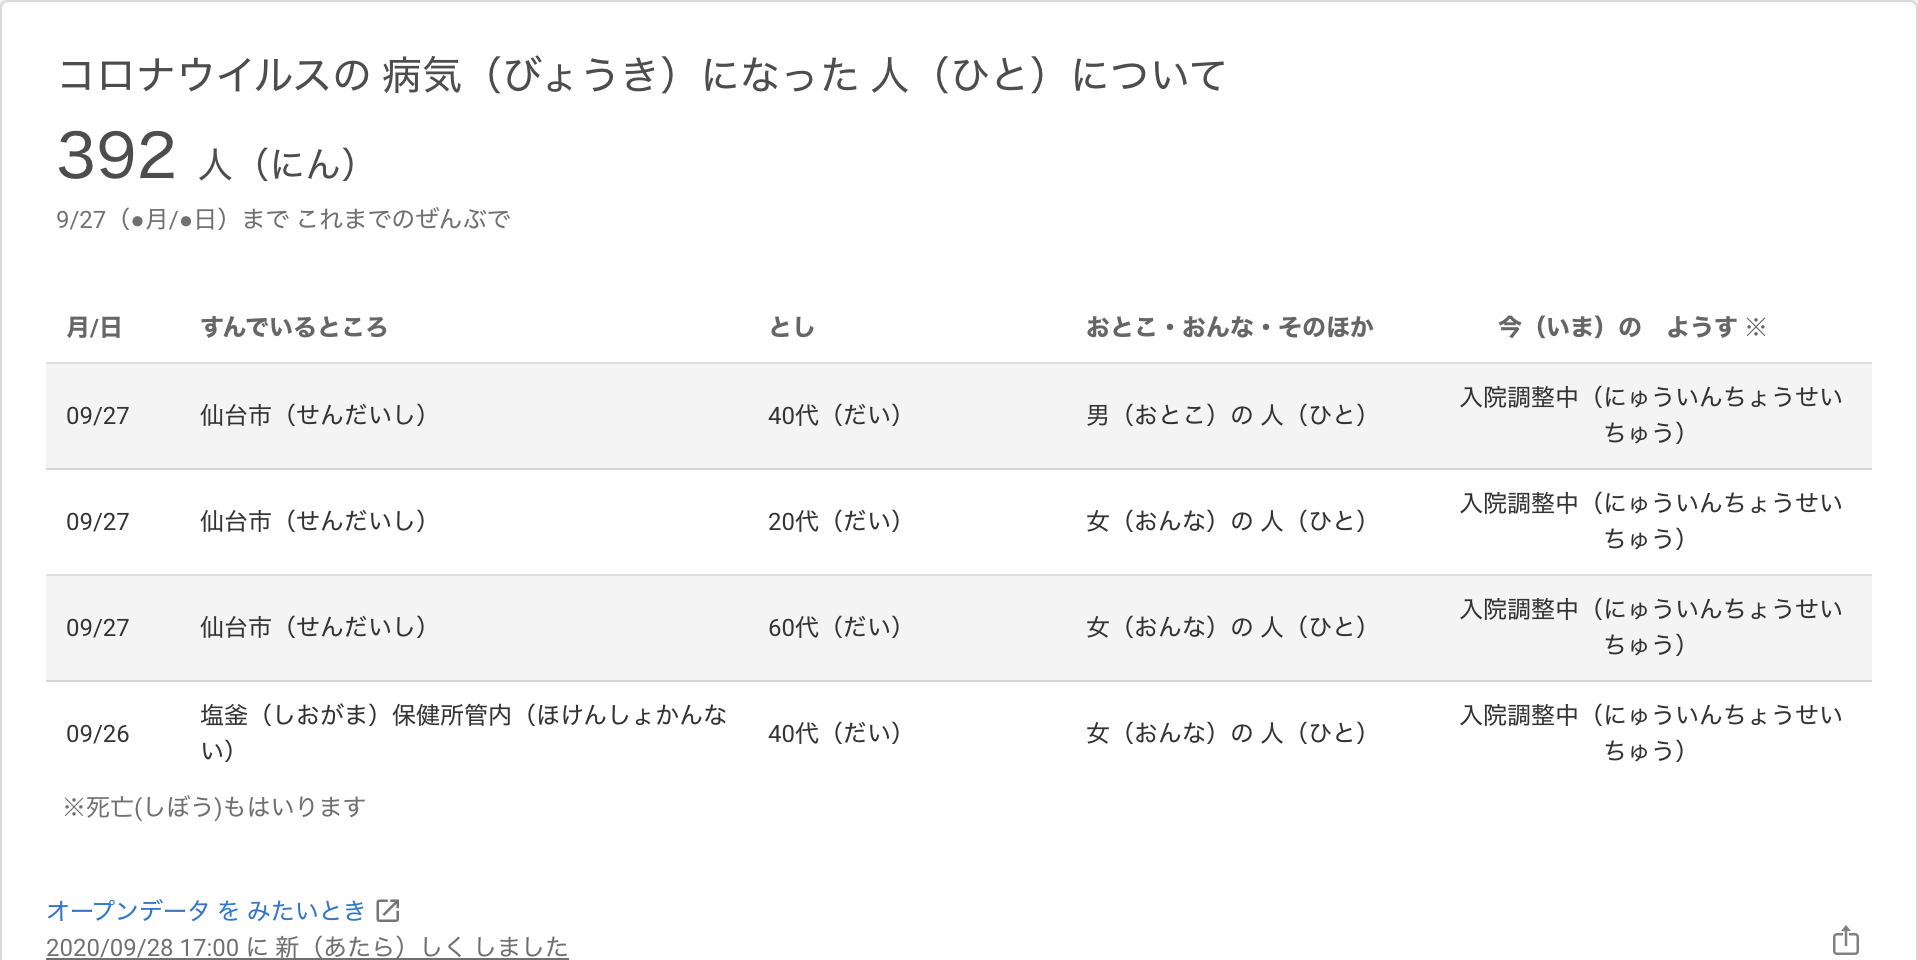 コロナウイルスの 病気（びょうき）になった 人（ひと）について
392 人（にん）
9/27（●月/●日）まで これまでのぜんぶで
月/日 すんでいるところ とし おとこ・おんな・そのほか 今（いま）の　ようす ※
09/27 仙台市（せんだいし） 40代（だい） 男（おとこ）の 人（ひと） 入院調整中（にゅういんちょうせい
ちゅう）
09/27 仙台市（せんだいし） 20代（だい） 女（おんな）の 人（ひと） 入院調整中（にゅういんちょうせい
ちゅう）
09/27 仙台市（せんだいし） 60代（だい） 女（おんな）の 人（ひと） 入院調整中（にゅういんちょうせい
ちゅう）
09/26 塩釜（しおがま）保健所管内（ほけんしょかんな
い） 40代（だい） 女（おんな）の 人（ひと） 入院調整中（にゅういんちょうせい
ちゅう）
※死亡(しぼう)もはいります
オープンデータ を みたいとき
2020/09/28 17:00 に 新（あたら）しく しました